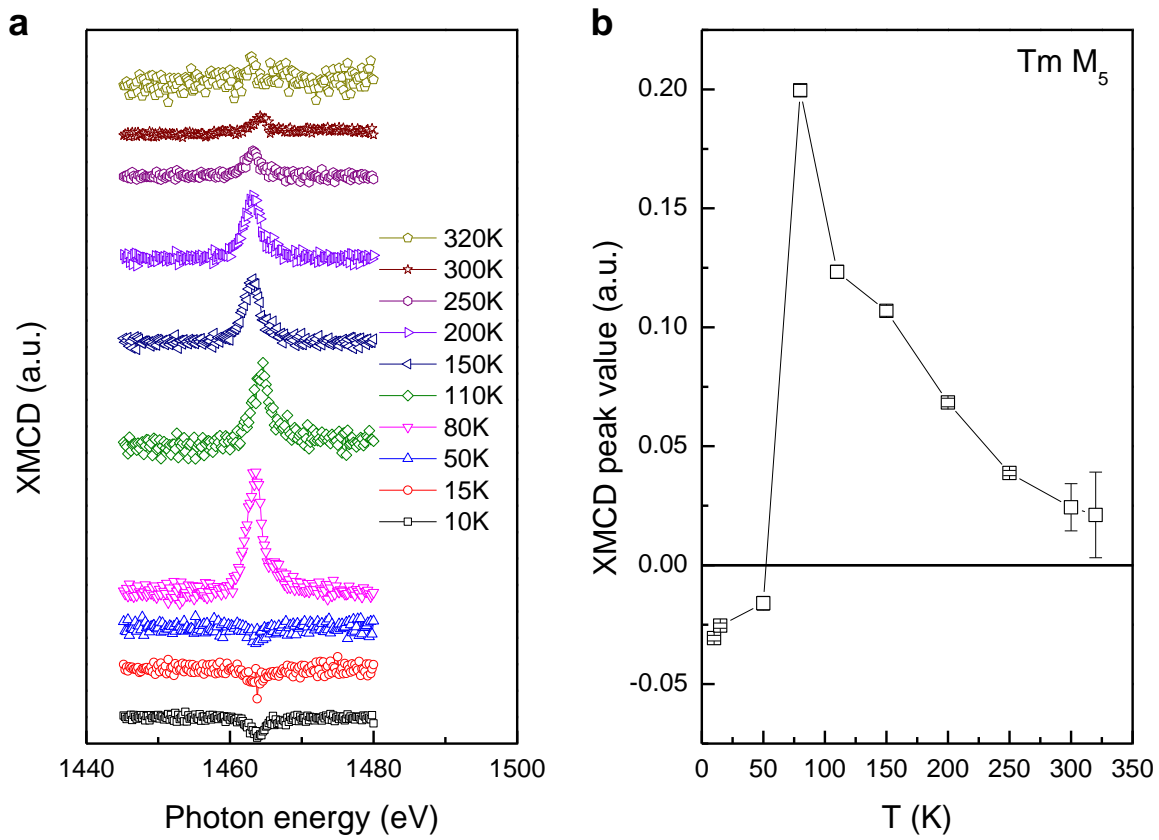 a
XMCD (a.u.)
320K
300K
250K
200K
150K
110K
80K
50K
15K
10K
1440 1460 1480 1500
Photon energy (eV)
b
Tm M5
XMCD peak value (a.u.)
0.20
0.15
0.10
0.05
0.00
-0.05
0 50 100 150 200 250 300 350
T (K)